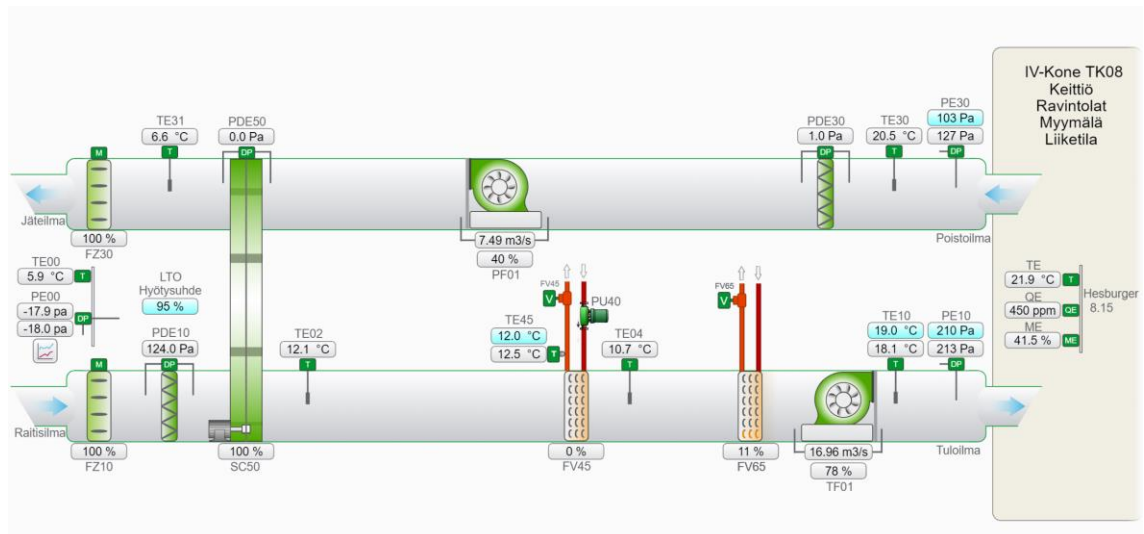 IV-Kone TK08
Keittiö
Ravintolat
Myymälä
Liiketila
TE31
6.6 °C
T
M
PDE50
0.0 Pa
DP
PDE30
1.0 Pa
DP
TE30
20.5 °C
T
PE30
103 Pa
127 Pa
DP
Jäteilma
100 %
FZ30
7.49 m3/s
40 %
PF01
Poistoilma
TE00
5.9 °C
T
PE00
-17.9 pa
-18.0 pa
DP
LTO
Hyötysuhde
95 %
PDE10
124.0 Pa
DP
M
TE02
12.1 °C
T
FV45
V
PU40
TE45
12.0 °C
12.5 °C
T
TE04
10.7 °C
T
FV65
V
TE10
19.0 °C
18.1 °C
T
PE10
210 Pa
213 Pa
DP
TE
21.9 °C
T
QE
450 ppm
QE
ME
41.5 %
ME
Hesburger
8.15
Raitisilma
100 %
FZ10
100 %
SC50
0 %
FV45
11 %
FV65
16.96 m3/s
78 %
TF01
Tuloilma